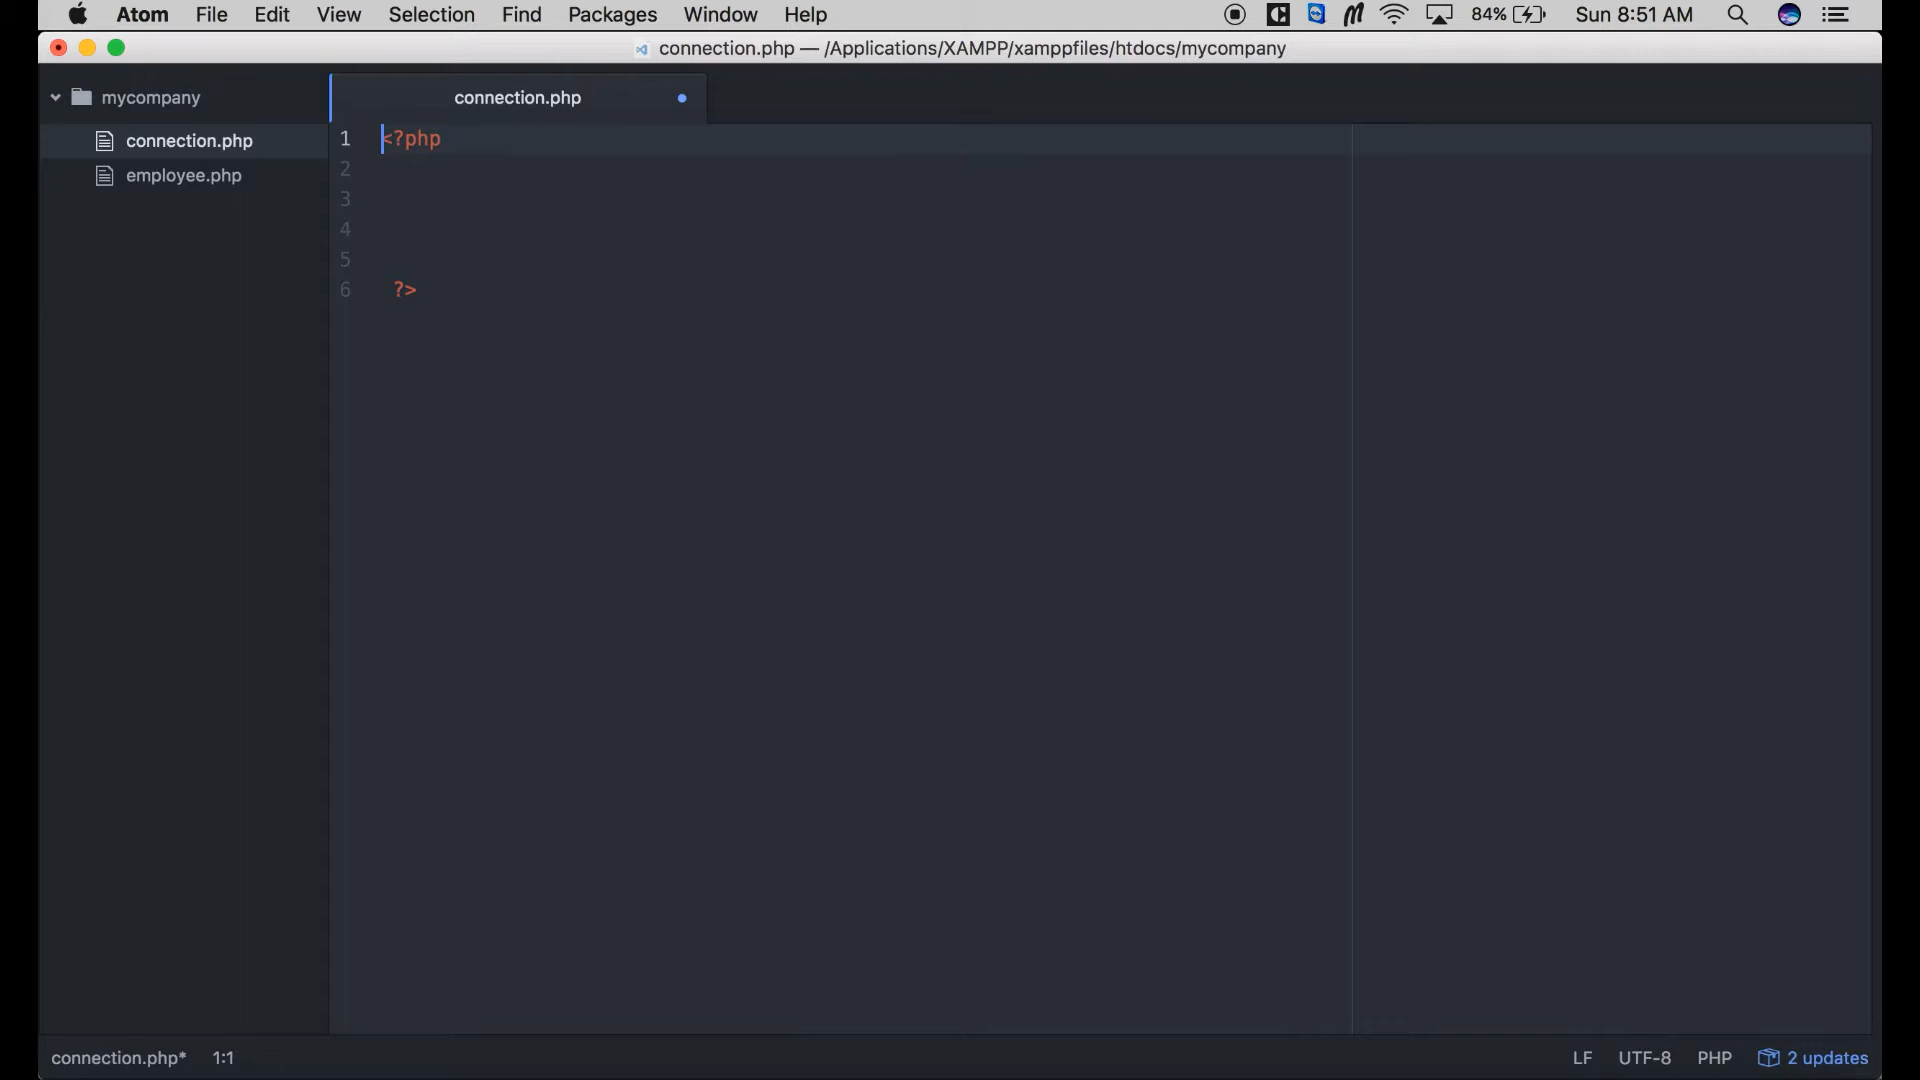 Atom File Edit View Selection Find Packages Window Help 84% Sun 8:51 AM
connection.php — /Applications/XAMPP/xamppfiles/htdocs/mycompany
mycompany
connection.php
employee.php
connection.php
1 <?php
2
3
4
5
6 ?>
connection.php* 1:1 LF UTF-8 PHP 2 updates